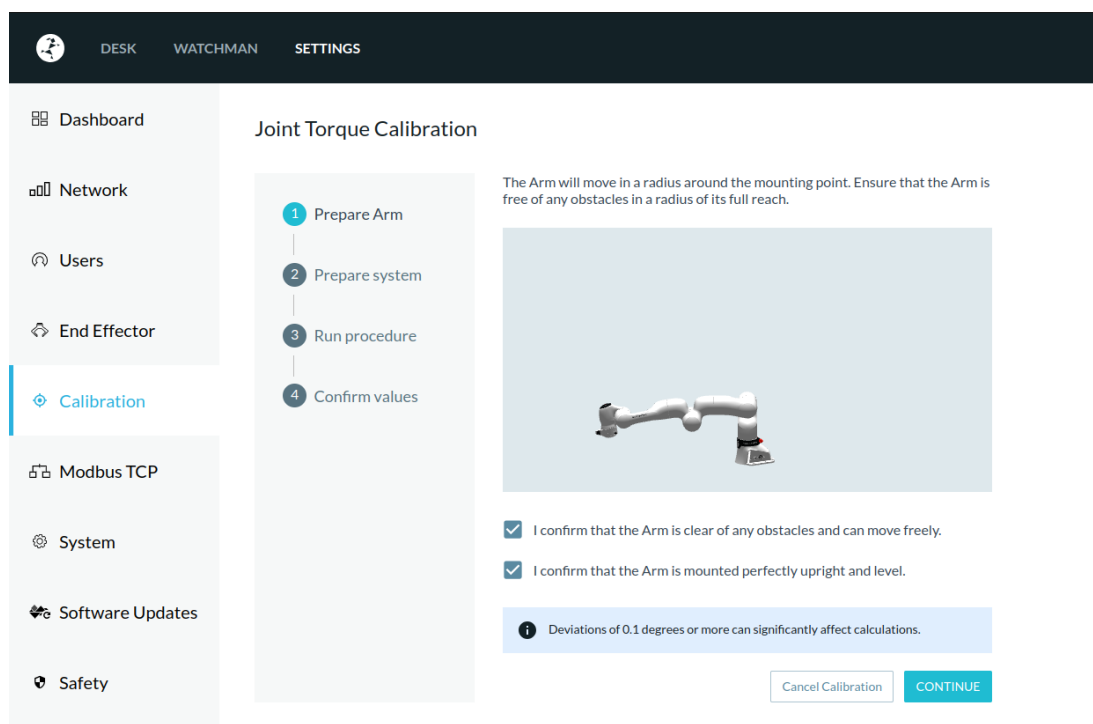 DESK WATCHMAN SETTINGS
Dashboard
Network
Users
End Effector
Calibration
Modbus TCP
System
Software Updates
Safety
Joint Torque Calibration
1 Prepare Arm
2 Prepare system
3 Run procedure
4 Confirm values
The Arm will move in a radius around the mounting point. Ensure that the Arm is
free of any obstacles in a radius of its full reach.
I confirm that the Arm is clear of any obstacles and can move freely.
I confirm that the Arm is mounted perfectly upright and level.
Deviations of 0.1 degrees or more can significantly affect calculations.
Cancel Calibration CONTINUE